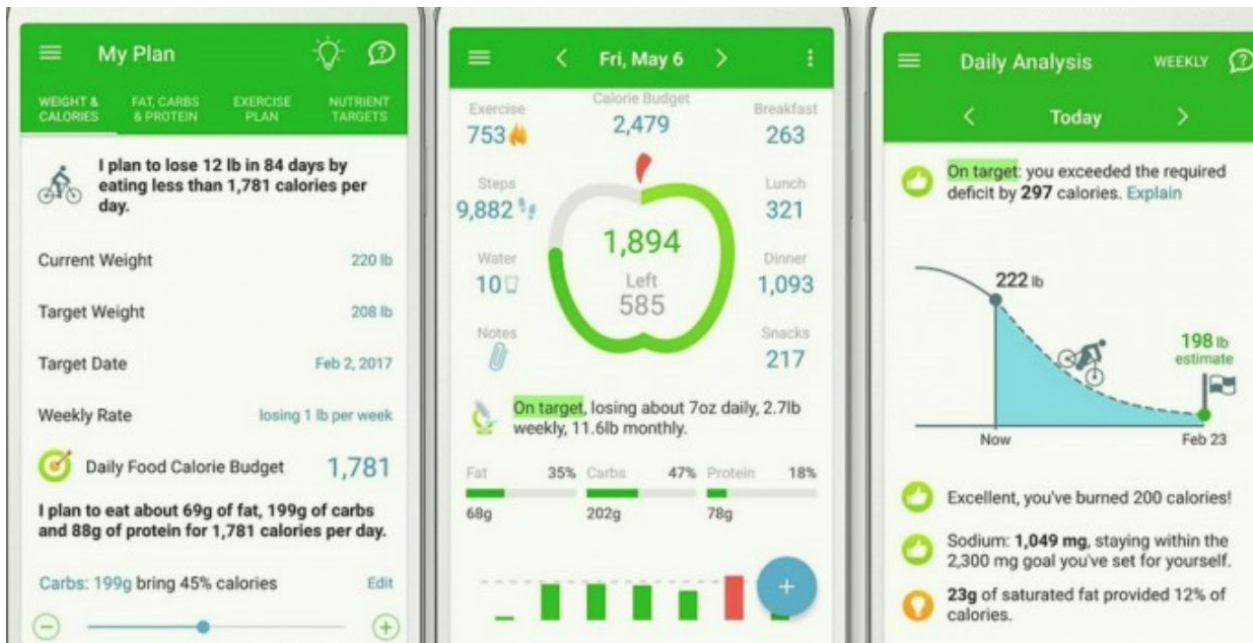 My Plan
WEIGHT &
CALORIES
FAT, CARBS
& PROTEIN
EXERCISE
PLAN
NUTRIENT
TARGETS
I plan to lose 12 lb in 84 days by
eating less than 1,781 calories per
day.
Current Weight 220 lb
Target Weight 208 lb
Target Date Feb 2, 2017
Weekly Rate losing 1 lb per week
Daily Food Calorie Budget 1,781
I plan to eat about 69g of fat, 199g of carbs
and 88g of protein for 1,781 calories per day.
Carbs: 199g bring 45% calories Edit
Fri, May 6
Exercise
753
Calorie Budget
2,479
Breakfast
263
Steps
9,882
Lunch
321
1,894
Left
585
Water
10
Dinner
1,093
Notes
Snacks
217
On target, losing about 7oz daily, 2.7lb
weekly, 11.6lb monthly.
Fat 35% Carbs 47% Protein 18%
68g 202g 78g
Daily Analysis WEEKLY
Today
On target: you exceeded the required
deficit by 297 calories. Explain
222 lb
198 lb
estimate
Now Feb 23
Excellent, you've burned 200 calories!
Sodium: 1,049 mg, staying within the
2,300 mg goal you've set for yourself.
23g of saturated fat provided 12% of
calories.